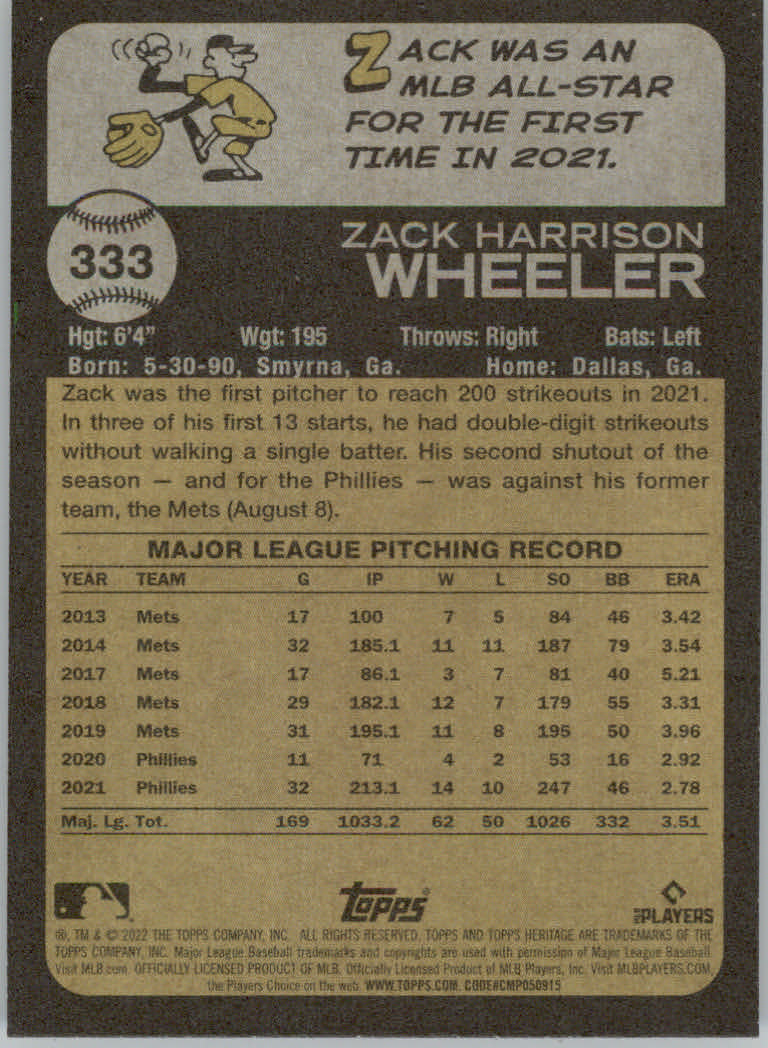 ZACK WAS AN
MLB ALL-STAR
FOR THE FIRST
TIME IN 2021.
333
ZACK HARRISON
WHEELER
Hgt: 6'4" Wgt: 195 Throws: Right Bats: Left
Born: 5-30-90, Smyrna, Ga. Home: Dallas, Ga.
Zack was the first pitcher to reach 200 strikeouts in 2021.
In three of his first 13 starts, he had double-digit strikeouts
without walking a single batter. His second shutout of the
season — and for the Phillies — was against his former
team, the Mets (August 8).
MAJOR LEAGUE PITCHING RECORD
YEAR TEAM G IP W L SO BB ERA
2013 Mets 17 100 7 5 84 46 3.42
2014 Mets 32 185.1 11 11 187 79 3.54
2017 Mets 17 86.1 3 7 81 40 5.21
2018 Mets 29 182.1 12 7 179 55 3.31
2019 Mets 31 195.1 11 8 195 50 3.96
2020 Phillies 11 71 4 2 53 16 2.92
2021 Phillies 32 213.1 14 10 247 46 2.78
Maj. Lg. Tot. 169 1033.2 62 50 1026 332 3.51
Topps®
MLB PLAYERS
®, TM & © 2022 THE TOPPS COMPANY, INC. ALL RIGHTS RESERVED. TOPPS AND TOPPS HERITAGE ARE TRADEMARKS OF THE
TOPPS COMPANY, INC. Major League Baseball trademarks and copyrights are used with permission of Major League Baseball.
Visit MLB.com. OFFICIALLY LICENSED PRODUCT OF MLB. Officially Licensed Product of MLB Players, Inc. Visit MLBPLAYERS.COM,
the Players Choice on the web. WWW.TOPPS.COM. CODE#CMP050915